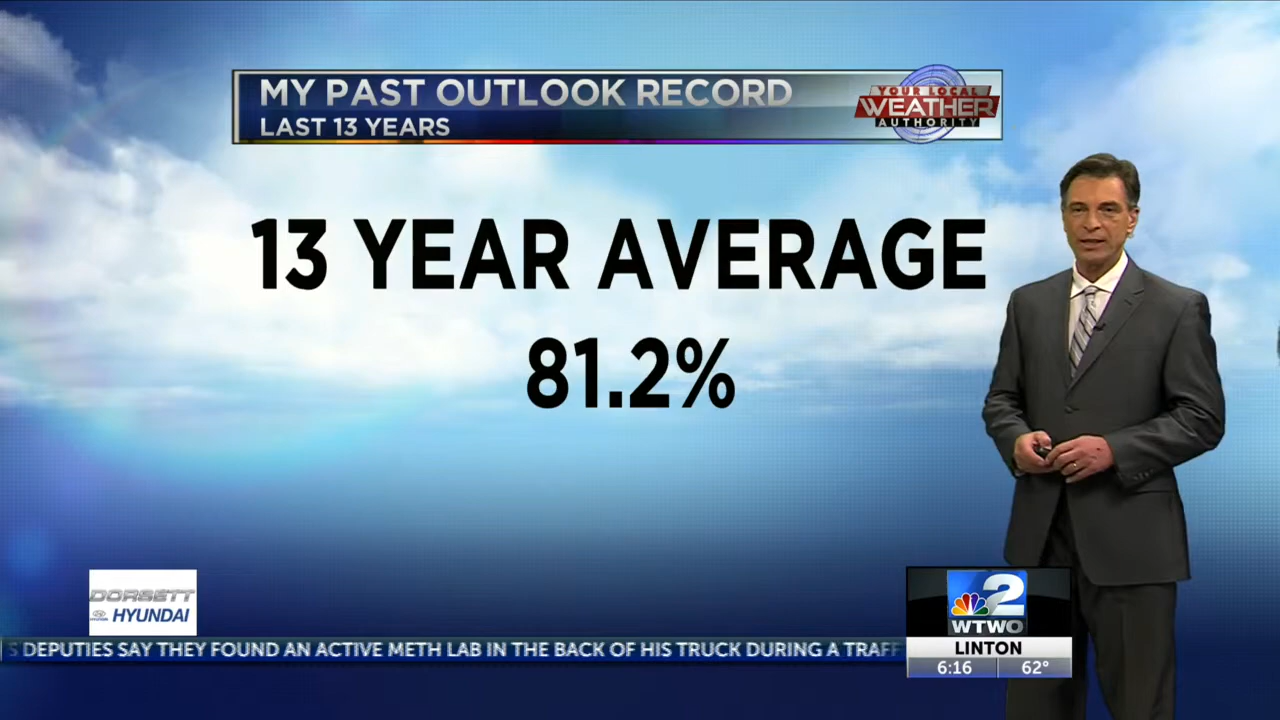 MY PAST OUTLOOK RECORD
LAST 13 YEARS
YOUR LOCAL
WEATHER
AUTHORITY
13 YEAR AVERAGE
81.2%
DORSETT
HYUNDAI
2
WTWO
LINTON
6:16 62°
S DEPUTIES SAY THEY FOUND AN ACTIVE METH LAB IN THE BACK OF HIS TRUCK DURING A TRAFF